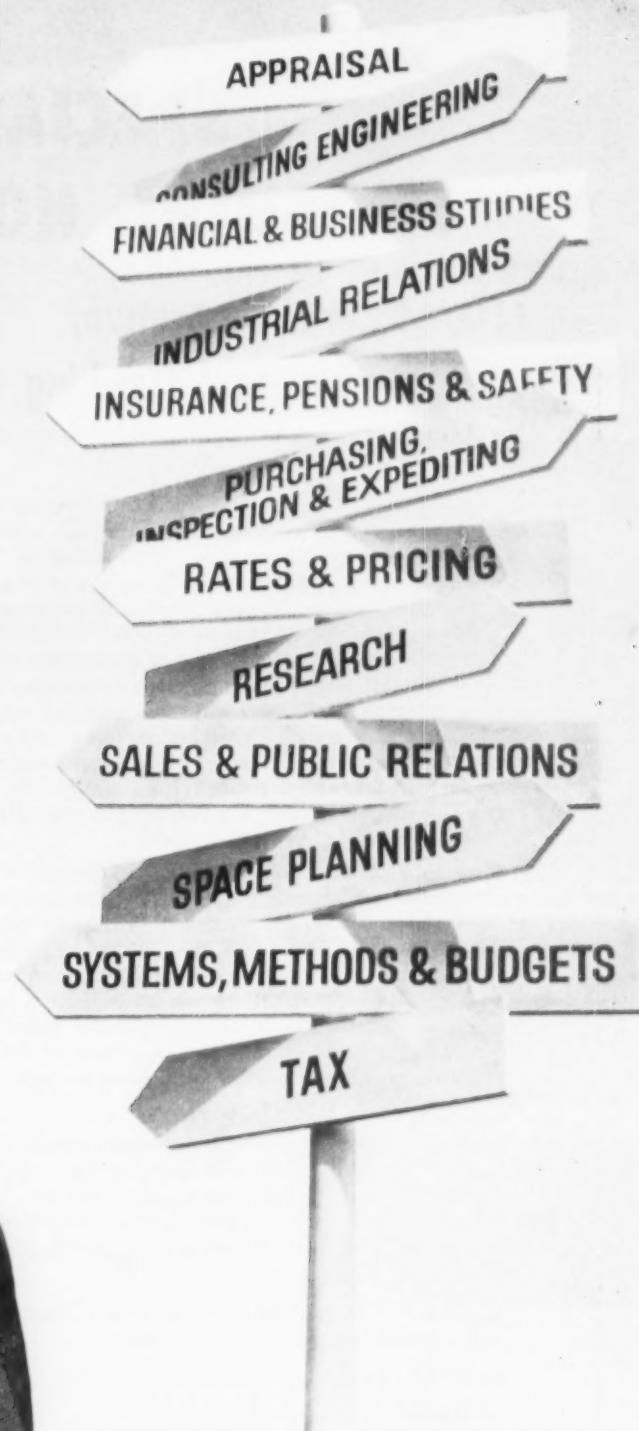 APPRAISAL
CONSULTING ENGINEERING
FINANCIAL & BUSINESS STUDIES
INDUSTRIAL RELATIONS
INSURANCE, PENSIONS & SAFETY
PURCHASING,
INSPECTION & EXPEDITING
RATES & PRICING
RESEARCH
SALES & PUBLIC RELATIONS
SPACE PLANNING
SYSTEMS, METHODS & BUDGETS
TAX